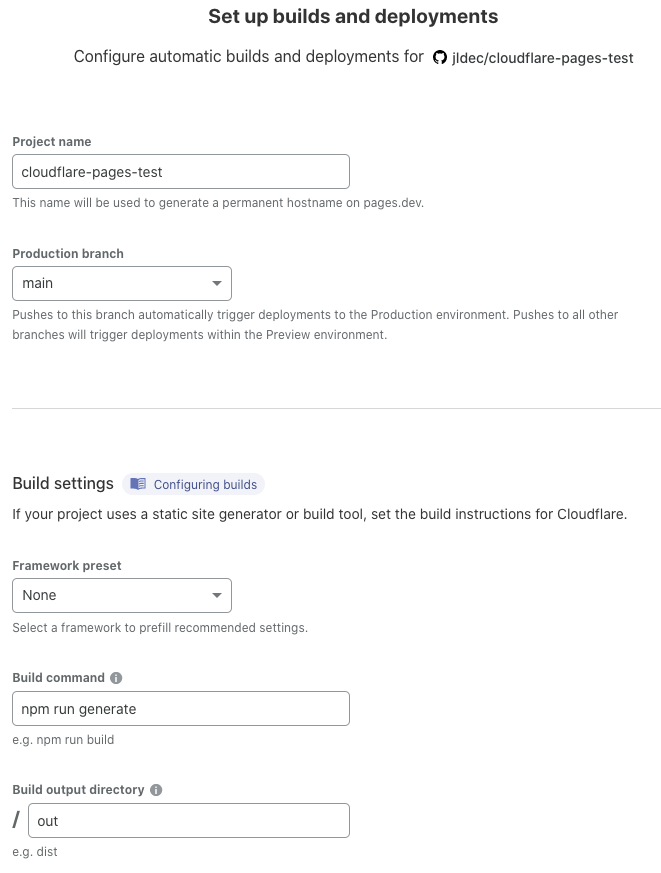 Set up builds and deployments
Configure automatic builds and deployments for jldec/cloudflare-pages-test
Project name
cloudflare-pages-test
This name will be used to generate a permanent hostname on pages.dev.
Production branch
main
Pushes to this branch automatically trigger deployments to the Production environment. Pushes to all other
branches will trigger deployments within the Preview environment.
Build settings Configuring builds
If your project uses a static site generator or build tool, set the build instructions for Cloudflare.
Framework preset
None
Select a framework to prefill recommended settings.
Build command
npm run generate
e.g. npm run build
Build output directory
/ out
e.g. dist